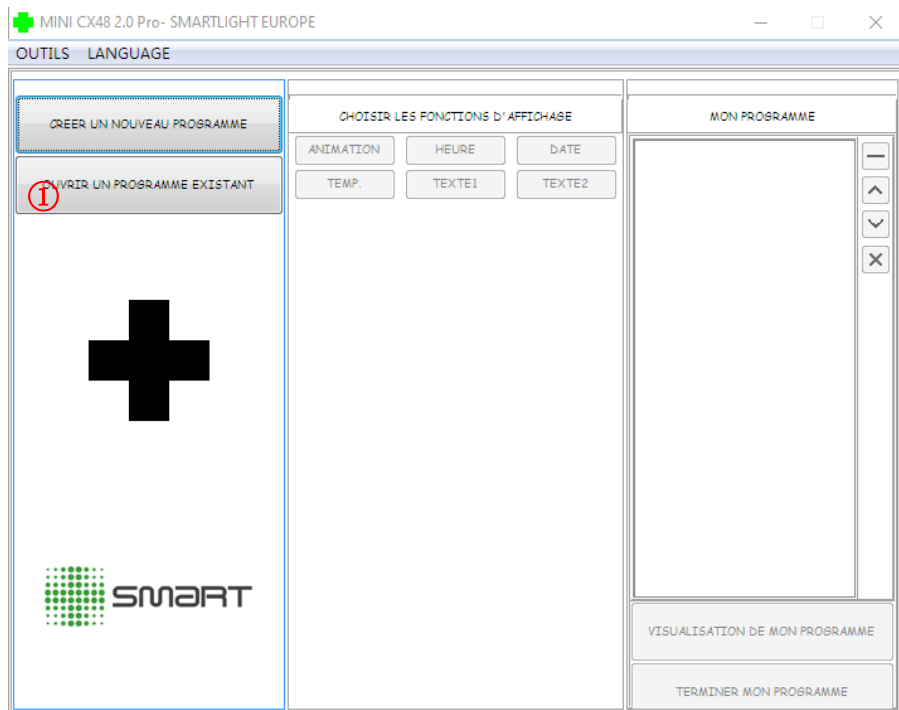 MINI CX48 2.0 Pro- SMARTLIGHT EUROPE
OUTILS LANGUAGE
CREER UN NOUVEAU PROGRAMME
OUVRIR UN PROGRAMME EXISTANT
①
SMART
CHOISIR LES FONCTIONS D'AFFICHAGE
ANIMATION HEURE DATE
TEMP. TEXTE1 TEXTE2
MON PROGRAMME
VISUALISATION DE MON PROGRAMME
TERMINER MON PROGRAMME